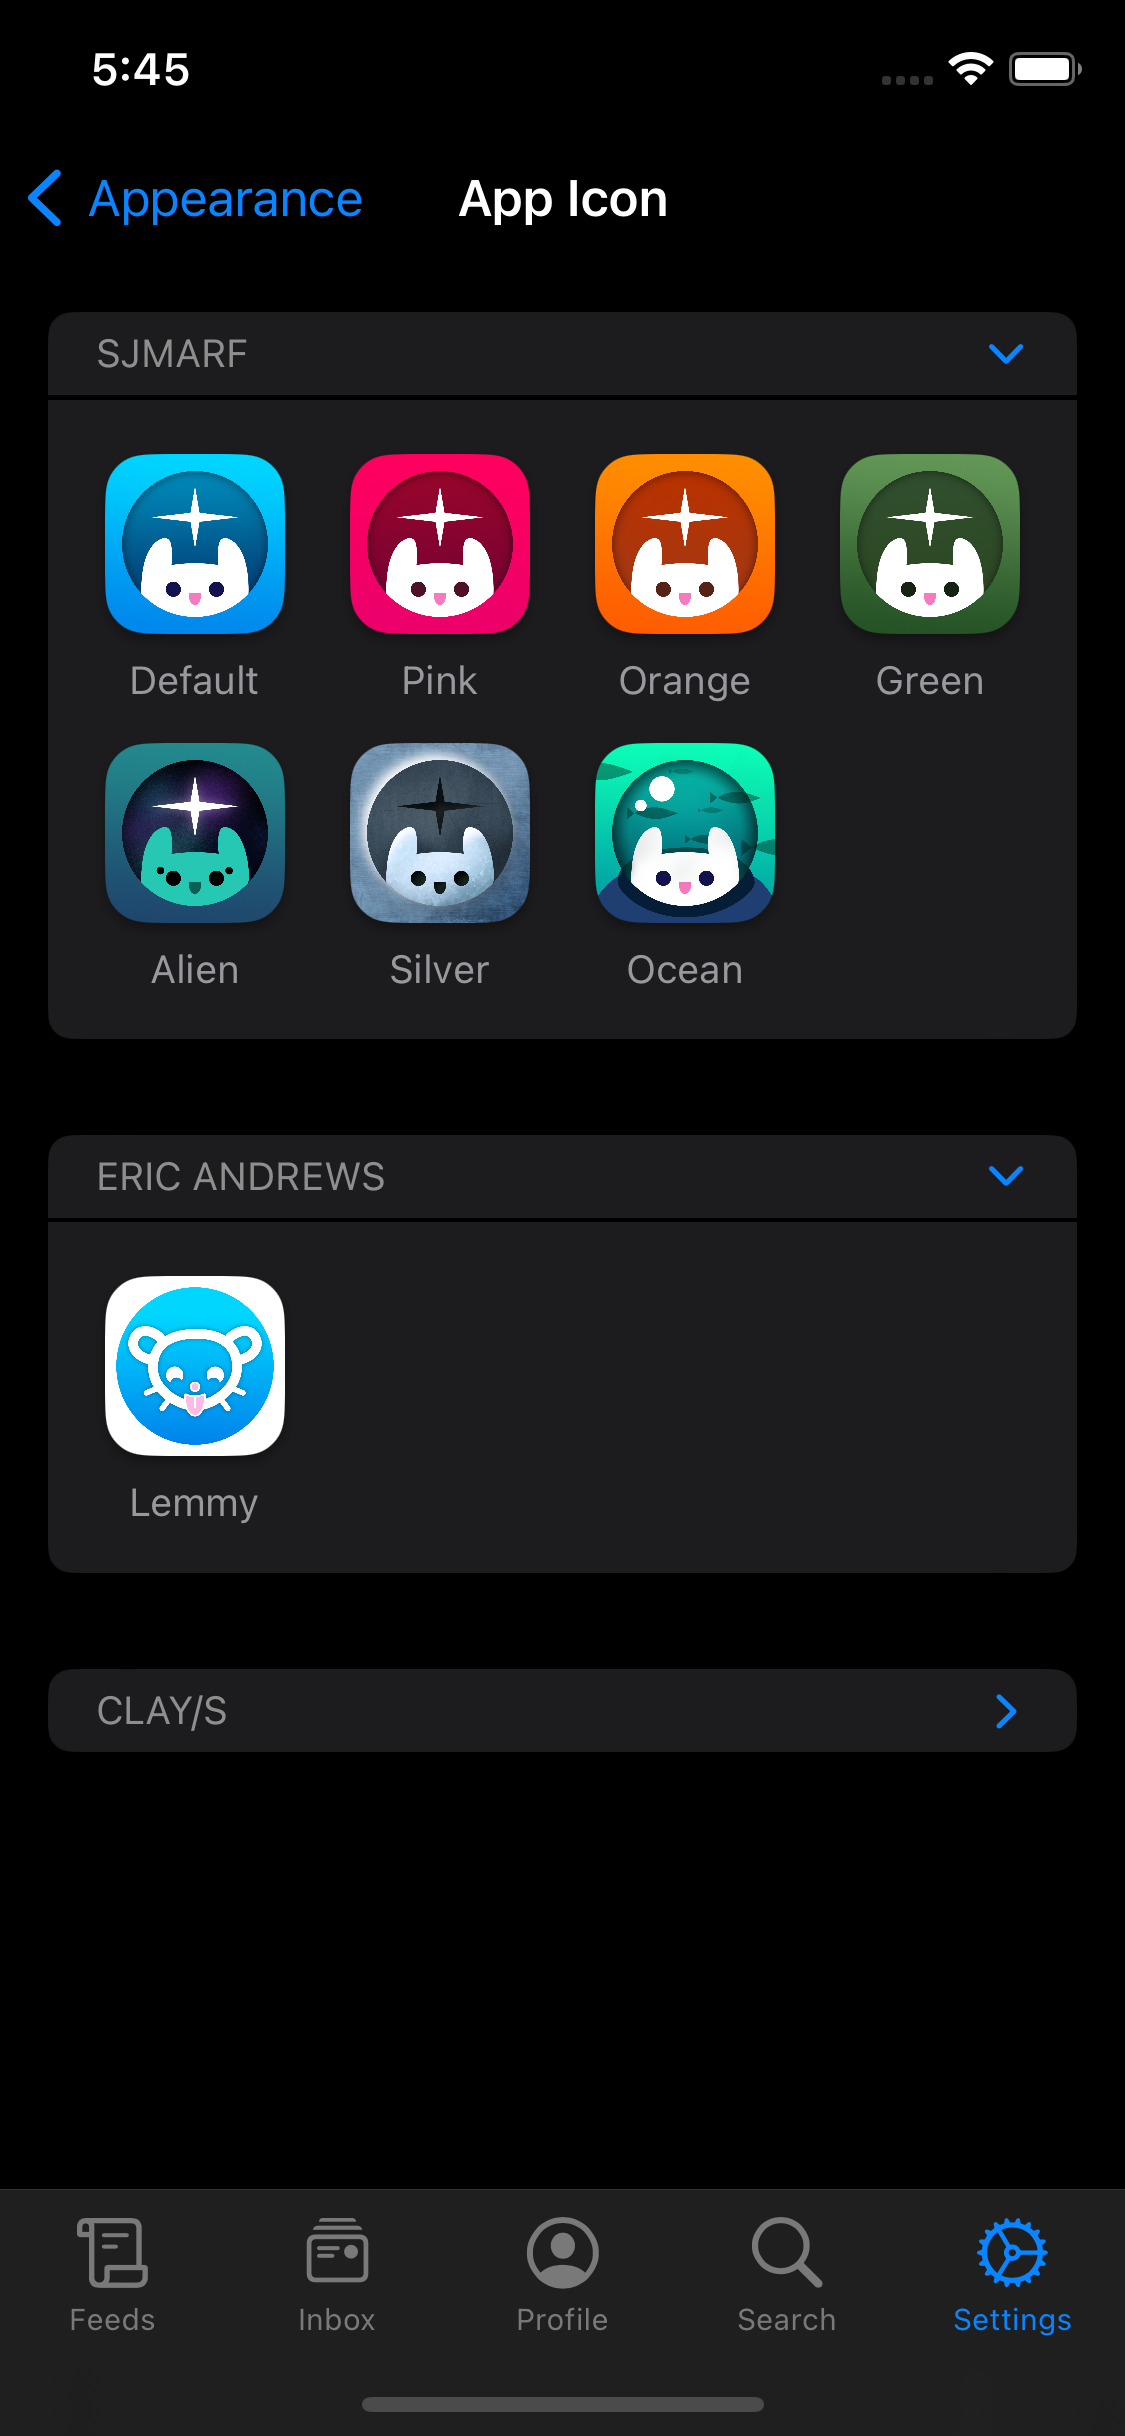 5:45
Appearance
App Icon
SJMARF
Default
Pink
Orange
Green
Alien
Silver
Ocean
ERIC ANDREWS
Lemmy
CLAY/S
Feeds
Inbox
Profile
Search
Settings